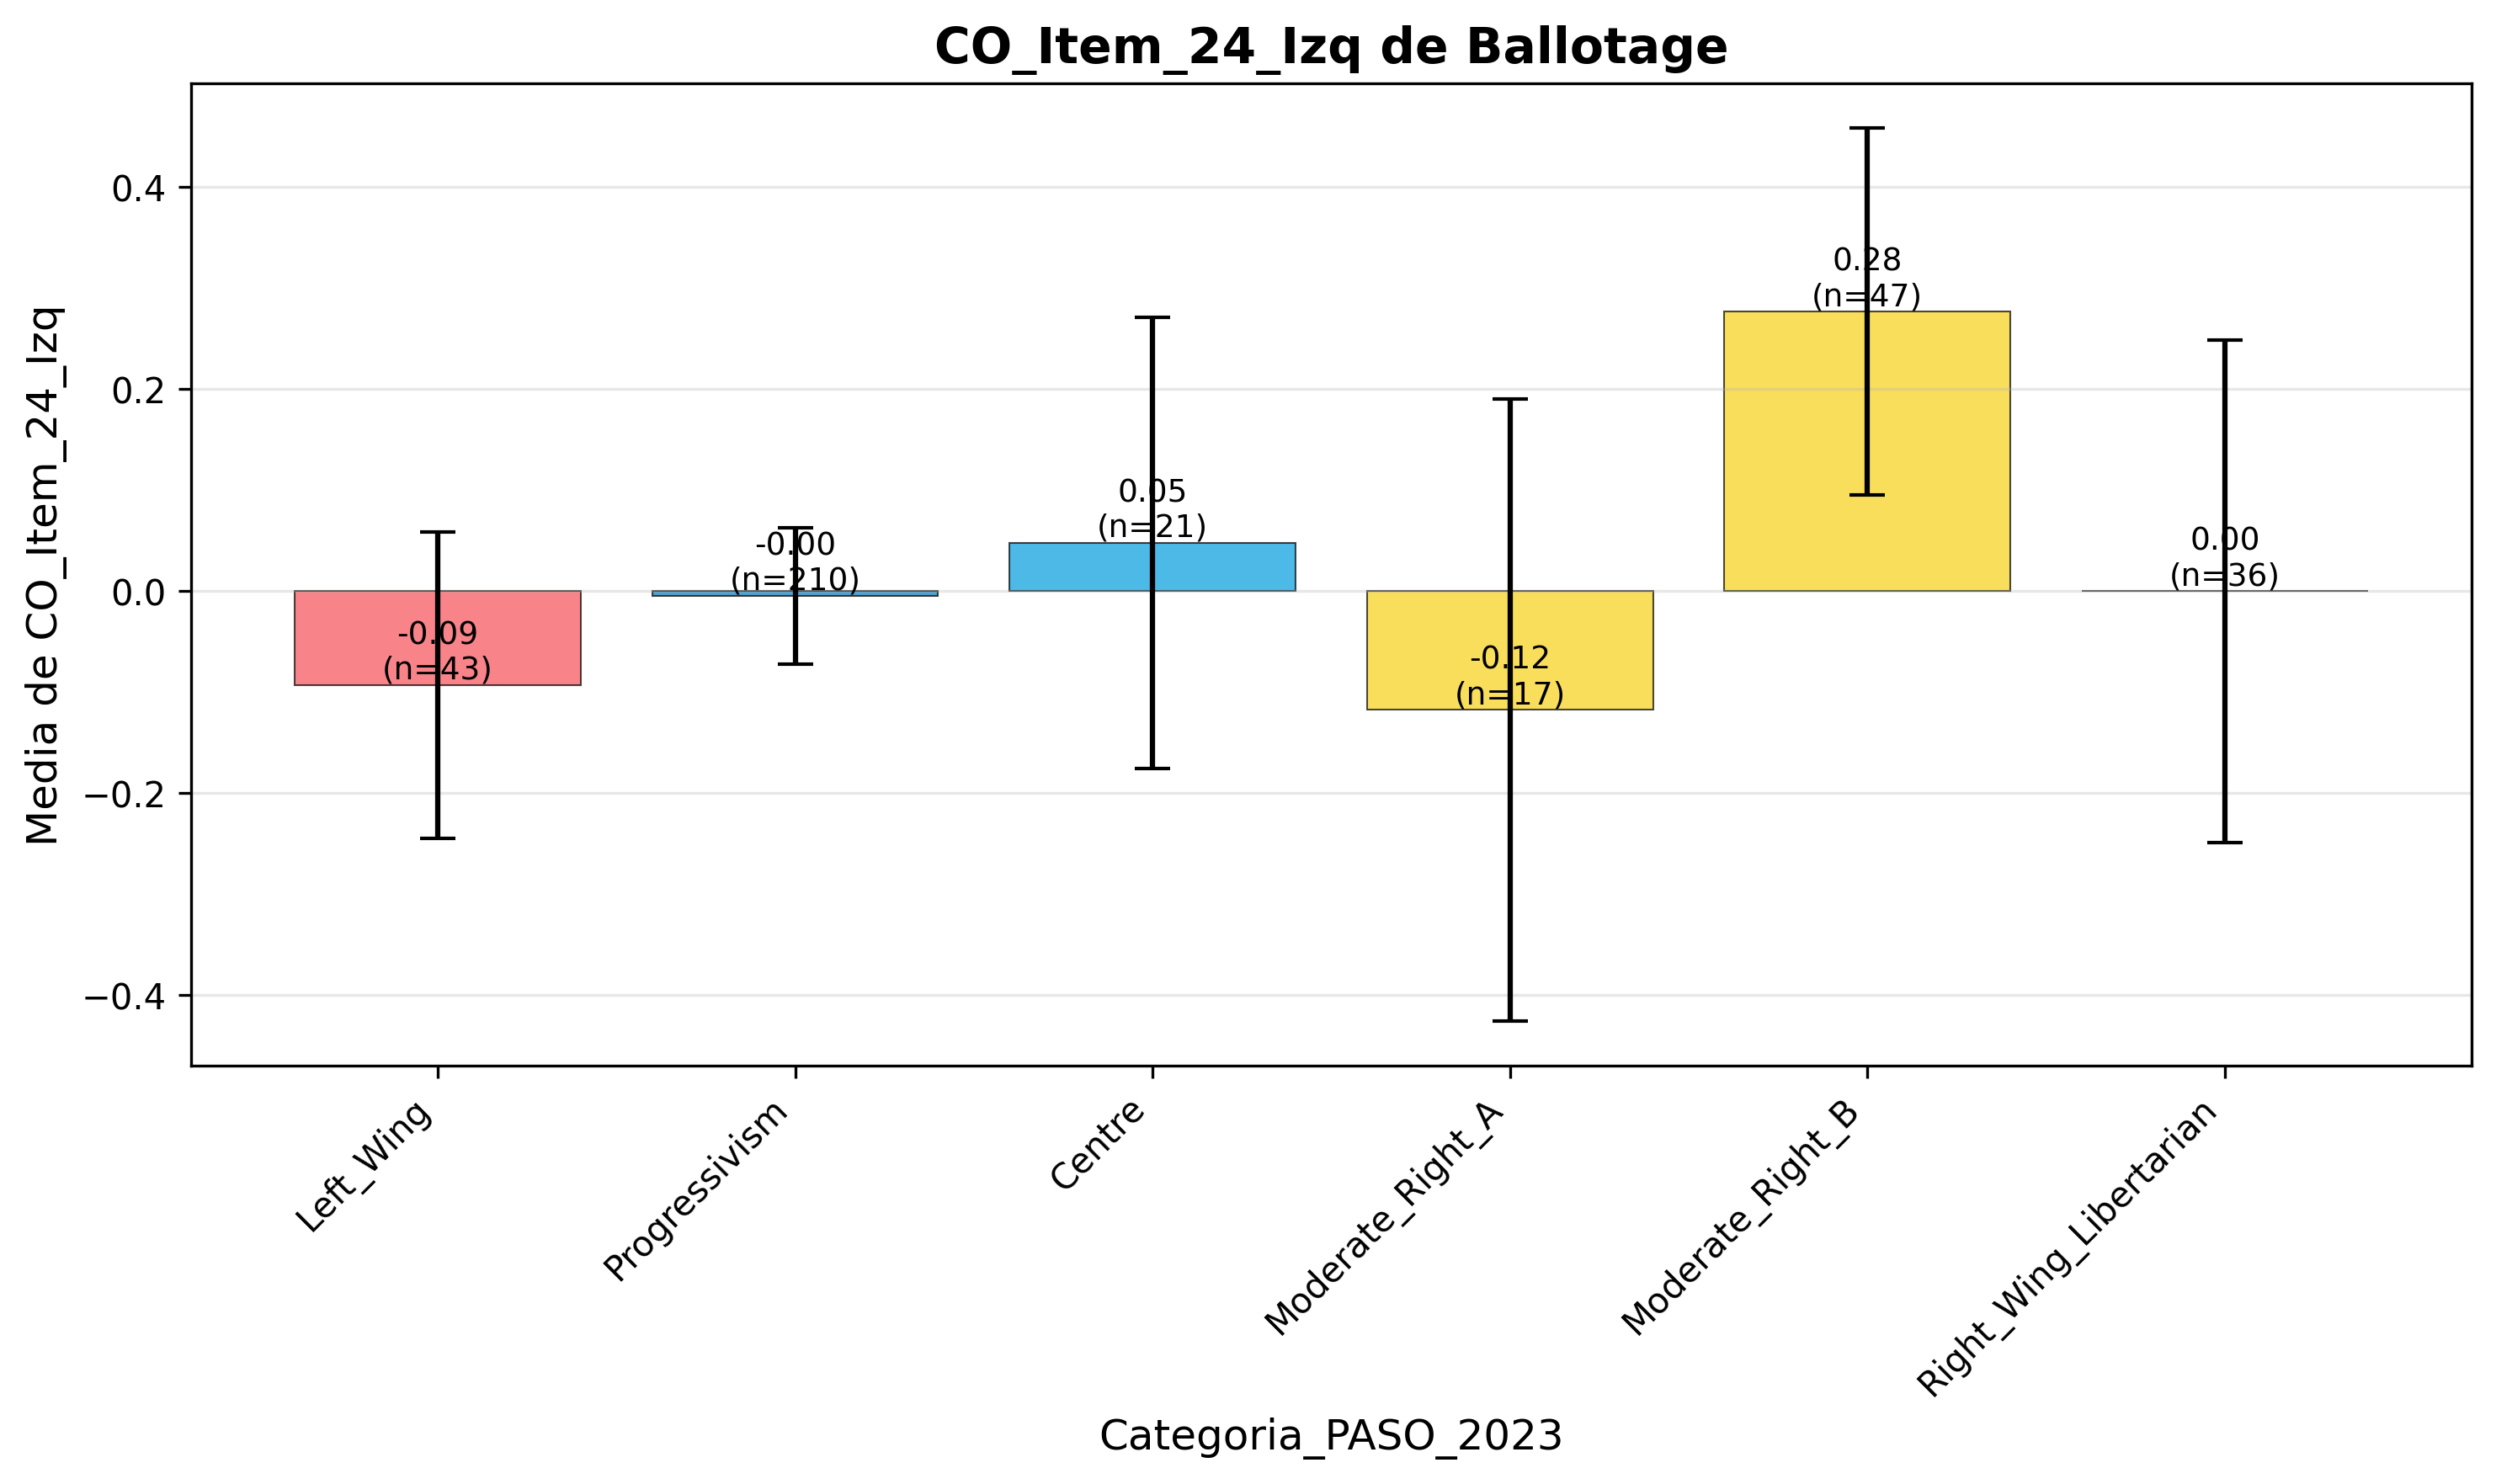 CO_Item_24_Izq de Ballotage
Media de CO_Item_24_Izq
0.4
0.2
0.0
−0.2
−0.4
-0.09
(n=43)
-0.00
(n=210)
0.05
(n=21)
-0.12
(n=17)
0.28
(n=47)
0.00
(n=36)
Left_Wing
Progressivism
Centre
Moderate_Right_A
Moderate_Right_B
Right_Wing_Libertarian
Categoria_PASO_2023